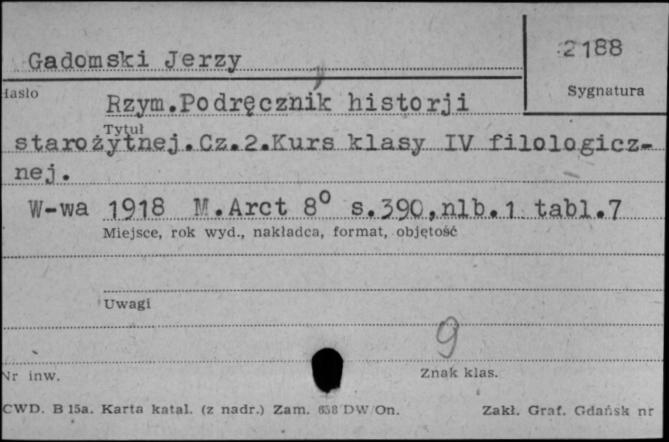 Gadomski Jerzy
2188
Hasło
Sygnatura
Rzym.Podręcznik historji
Tytuł
starożytnej.Cz.2.Kurs klasy IV filologicz-
nej.
W-wa 1918 M.Arct 8° s.390,nlb.1 tabl.7
Miejsce, rok wyd., nakładca, format, objętość
Uwagi
9
Nr inw.
Znak klas.
CWD. B 15a. Karta katal. (z nadr.) Zam. 658 DW/On. Zakł. Graf. Gdańsk nr